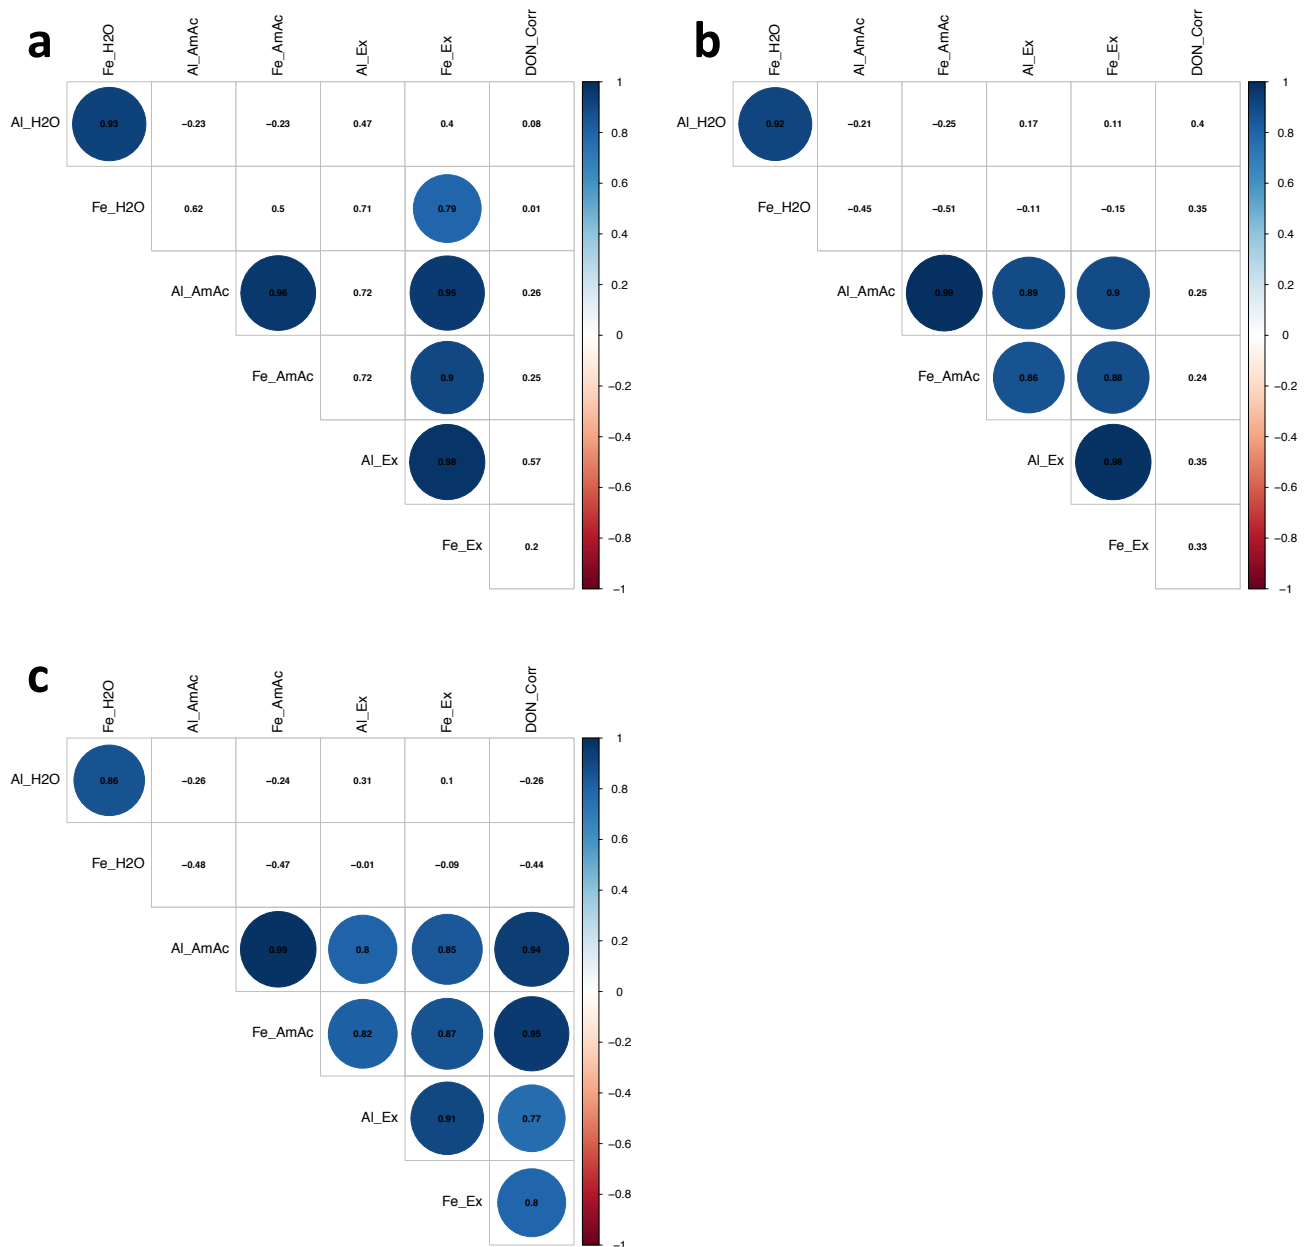 a
Fe_H2O Al_AmAc Fe_AmAc Al_Ex Fe_Ex DON_Corr
Al_H2O 0.93 −0.23 −0.23 0.47 0.4 0.08
Fe_H2O 0.62 0.5 0.71 0.79 0.01
Al_AmAc 0.96 0.72 0.95 0.26
Fe_AmAc 0.72 0.9 0.25
Al_Ex 0.98 0.57
Fe_Ex 0.2
1
0.8
0.6
0.4
0.2
0
−0.2
−0.4
−0.6
−0.8
−1
b
Fe_H2O Al_AmAc Fe_AmAc Al_Ex Fe_Ex DON_Corr
Al_H2O 0.92 −0.21 −0.25 0.17 0.11 0.4
Fe_H2O −0.45 −0.51 −0.11 −0.15 0.35
Al_AmAc 0.99 0.89 0.9 0.25
Fe_AmAc 0.86 0.88 0.24
Al_Ex 0.98 0.35
Fe_Ex 0.33
1
0.8
0.6
0.4
0.2
0
−0.2
−0.4
−0.6
−0.8
−1
c
Fe_H2O Al_AmAc Fe_AmAc Al_Ex Fe_Ex DON_Corr
Al_H2O 0.86 −0.26 −0.24 0.31 0.1 −0.26
Fe_H2O −0.48 −0.47 −0.01 −0.09 −0.44
Al_AmAc 0.99 0.8 0.85 0.94
Fe_AmAc 0.82 0.87 0.95
Al_Ex 0.91 0.77
Fe_Ex 0.8
1
0.8
0.6
0.4
0.2
0
−0.2
−0.4
−0.6
−0.8
−1